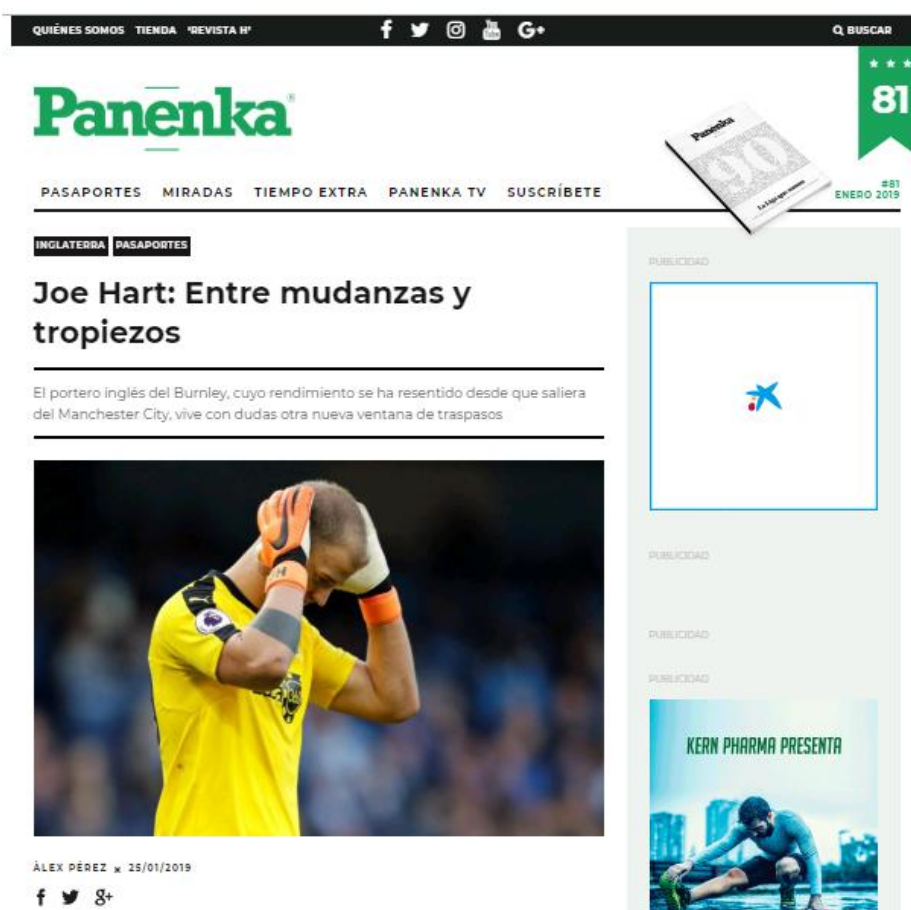 QUIÉNES SOMOS TIENDA 'REVISTA H'
BUSCAR
Panenka
81
Panenka
90
#81
ENERO 2019
PASAPORTES MIRADAS TIEMPO EXTRA PANENKA TV SUSCRÍBETE
INGLATERRA PASAPORTES
Joe Hart: Entre mudanzas y
tropiezos
El portero inglés del Burnley, cuyo rendimiento se ha resentido desde que saliera
del Manchester City, vive con dudas otra nueva ventana de traspasos
ÀLEX PÉREZ x 25/01/2019
PUBLICIDAD
PUBLICIDAD
PUBLICIDAD
PUBLICIDAD
KERN PHARMA PRESENTA